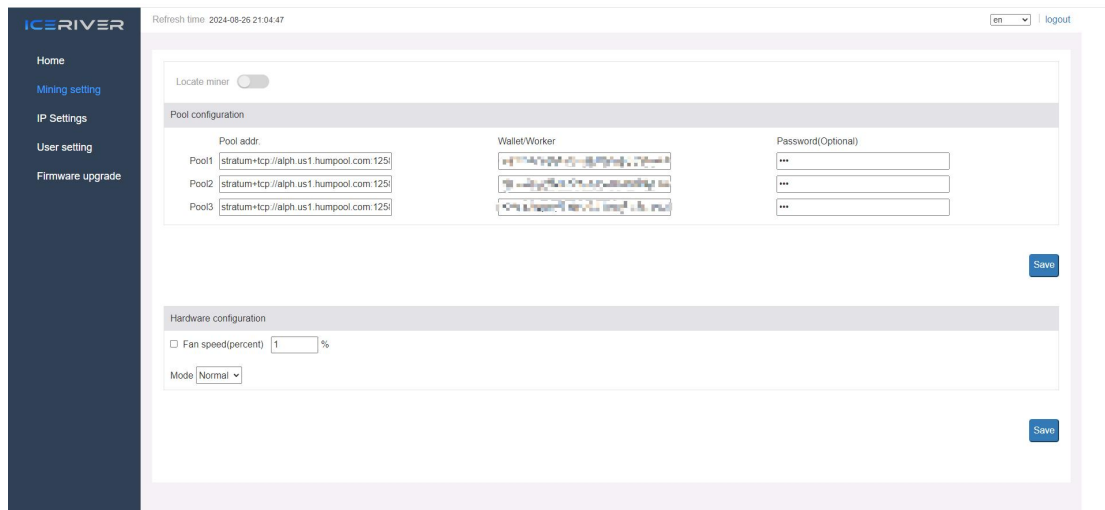 ICERIVER
Refresh time 2024-08-26 21:04:47
en
logout
Home
Mining setting
IP Settings
User setting
Firmware upgrade
Locate miner
Pool configuration
Pool addr. Wallet/Worker Password(Optional)
Pool1 stratum+tcp://alph.us1.humpool.com:125 •••
Pool2 stratum+tcp://alph.us1.humpool.com:125 •••
Pool3 stratum+tcp://alph.us1.humpool.com:125 •••
Save
Hardware configuration
Fan speed(percent) 1 %
Mode Normal
Save